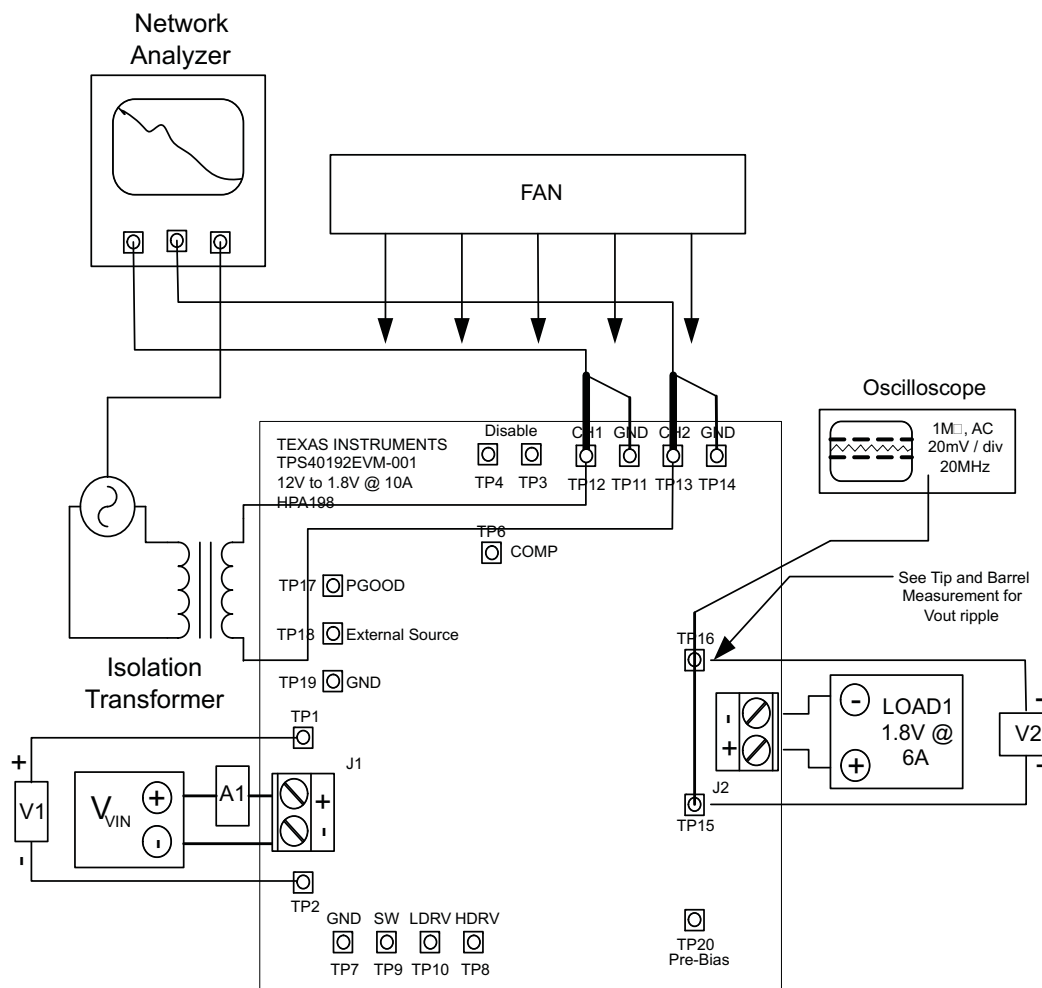 Network
Analyzer
FAN
Oscilloscope
1M□, AC
20mV / div
20MHz
TEXAS INSTRUMENTS
TPS40192EVM-001
12V to 1.8V @ 10A
HPA198
Disable
TP4
TP3
CH1
GND
CH2
GND
TP12
TP11
TP13
TP14
TP6
COMP
TP17
PGOOD
TP18
External Source
TP19
GND
Isolation
Transformer
See Tip and Barrel
Measurement for
Vout ripple
TP16
TP1
J1
+
V1
-
VVIN
+
-
A1
+
-
TP2
-
+
J2
-
+
LOAD1
1.8V @
6A
-
V2
-
TP15
GND
SW
LDRV
HDRV
TP7
TP9
TP10
TP8
TP20
Pre-Bias